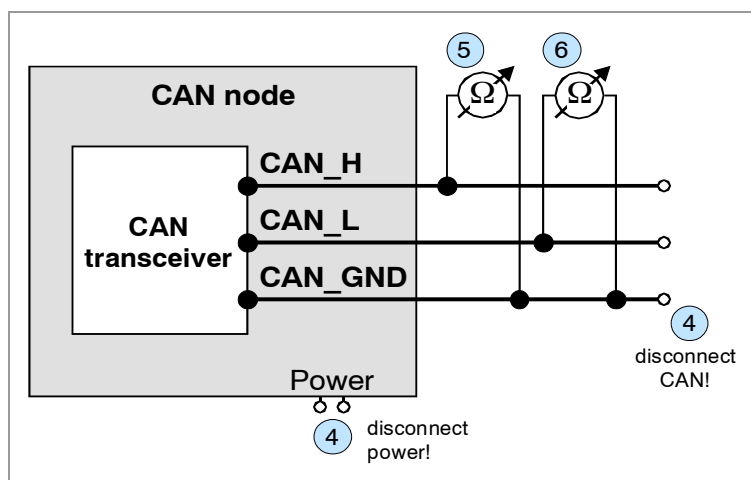 5
6
Ω
Ω
CAN node
CAN_H
CAN
transceiver
CAN_L
CAN_GND
4
disconnect
CAN!
Power
4
disconnect
power!